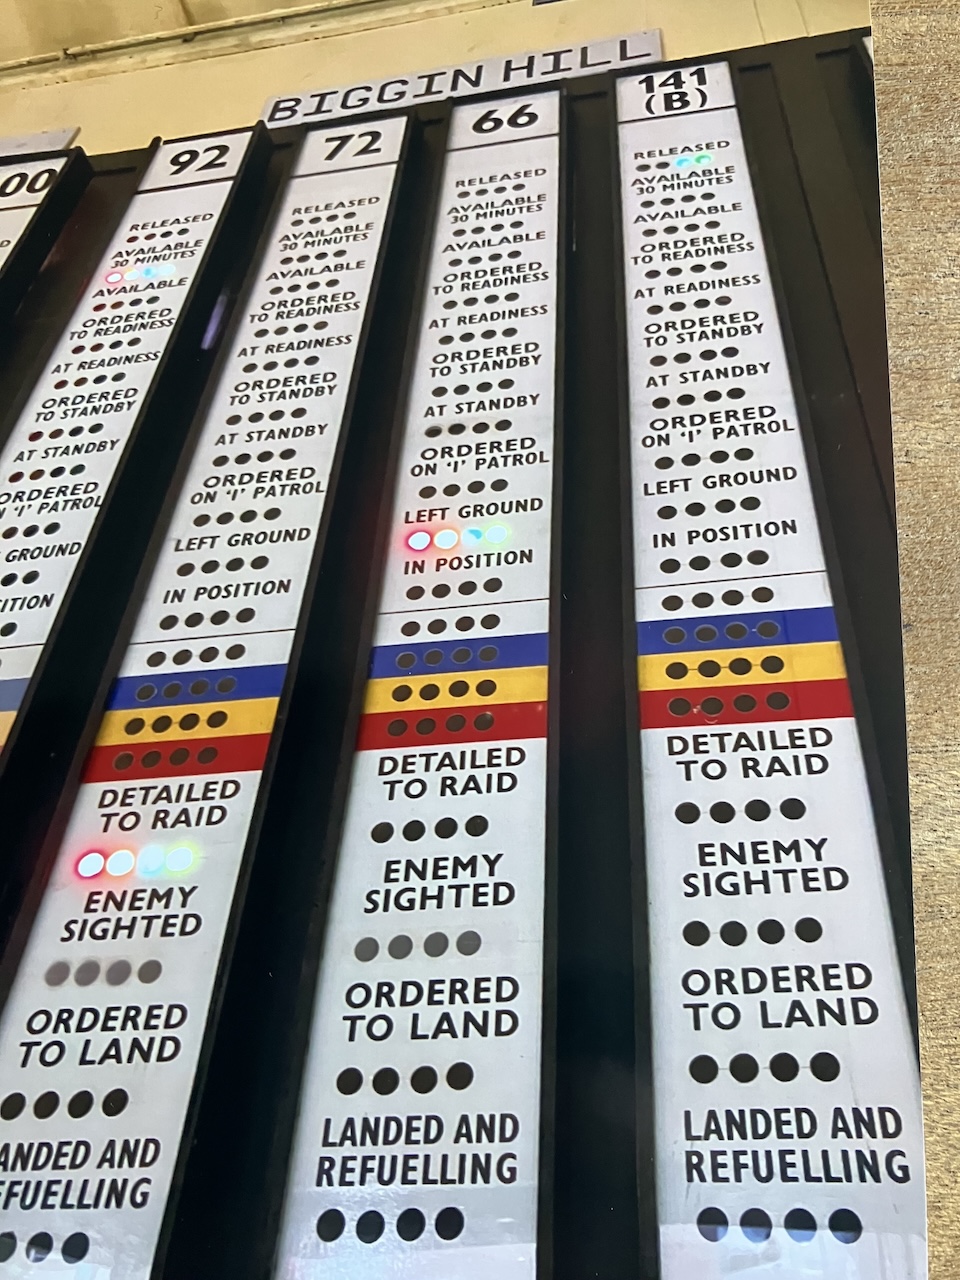 BIGGIN HILL
00
D
92
RELEASED
AVAILABLE
30 MINUTES
AVAILABLE
ORDERED
TO READINESS
AT READINESS
ORDERED
TO STANDBY
AT STANDBY
ORDERED
N 'I' PATROL
GROUND
ITION
72
RELEASED
AVAILABLE
30 MINUTES
AVAILABLE
ORDERED
TO READINESS
AT READINESS
ORDERED
TO STANDBY
AT STANDBY
ORDERED
ON 'I' PATROL
LEFT GROUND
IN POSITION
DETAILED
TO RAID
ENEMY
SIGHTED
ORDERED
TO LAND
ANDED AND
EFUELLING
66
RELEASED
AVAILABLE
30 MINUTES
AVAILABLE
ORDERED
TO READINESS
AT READINESS
ORDERED
TO STANDBY
AT STANDBY
ORDERED
ON 'I' PATROL
LEFT GROUND
IN POSITION
DETAILED
TO RAID
ENEMY
SIGHTED
ORDERED
TO LAND
LANDED AND
REFUELLING
141
(B)
RELEASED
AVAILABLE
30 MINUTES
AVAILABLE
ORDERED
TO READINESS
AT READINESS
ORDERED
TO STANDBY
AT STANDBY
ORDERED
ON 'I' PATROL
LEFT GROUND
IN POSITION
DETAILED
TO RAID
ENEMY
SIGHTED
ORDERED
TO LAND
LANDED AND
REFUELLING